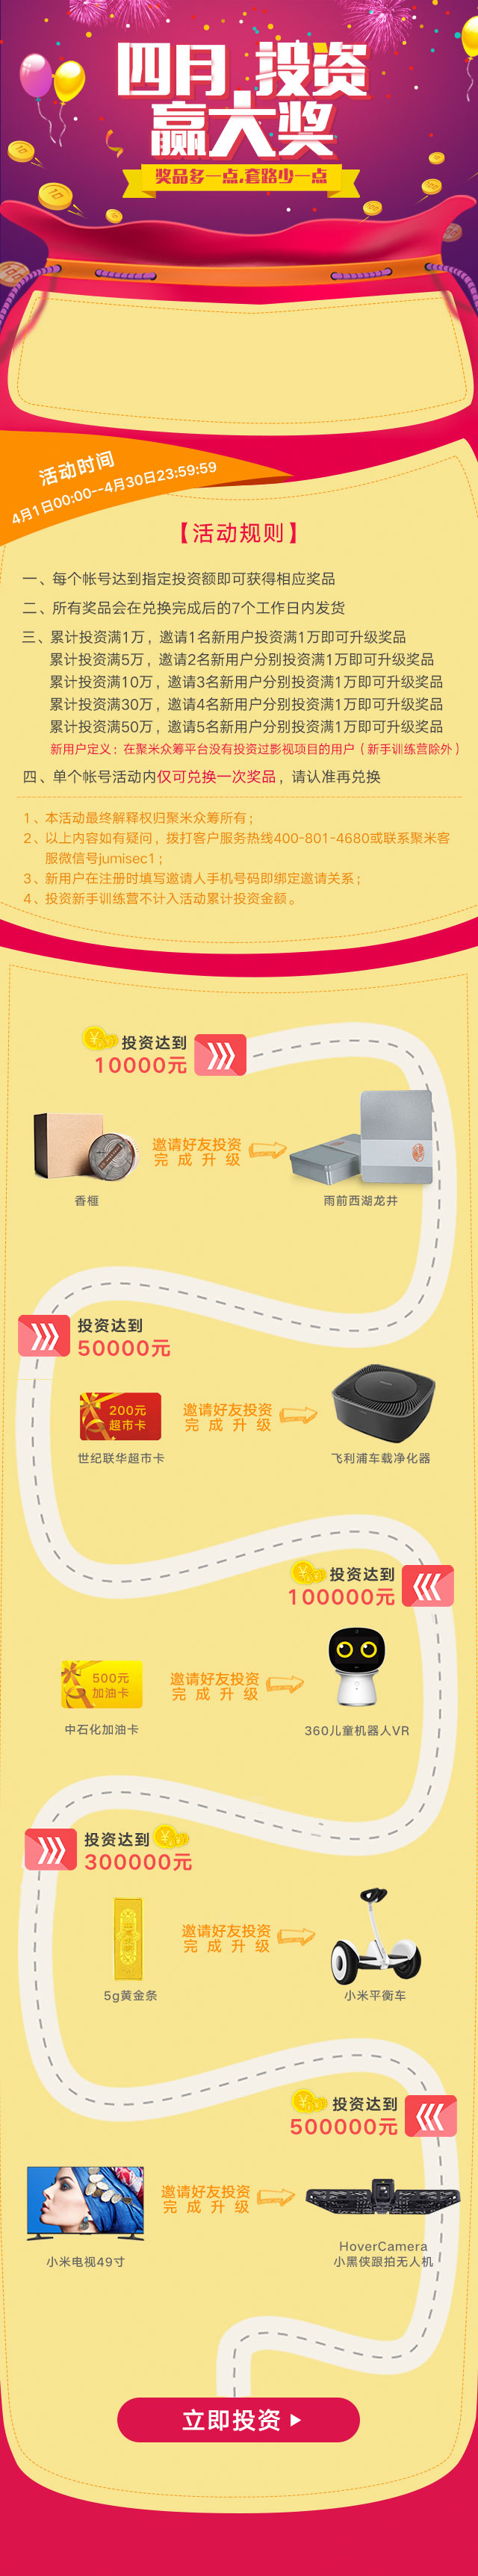 四月投资
赢大奖
奖品多一点,套路少一点
活动时间
4月1日00:00--4月30日23:59:59
【活动规则】
一、每个帐号达到指定投资额即可获得相应奖品
二、所有奖品会在兑换完成后的7个工作日内发货
三、累计投资满1万，邀请1名新用户投资满1万即可升级奖品
累计投资满5万，邀请2名新用户分别投资满1万即可升级奖品
累计投资满10万，邀请3名新用户分别投资满1万即可升级奖品
累计投资满30万，邀请4名新用户分别投资满1万即可升级奖品
累计投资满50万，邀请5名新用户分别投资满1万即可升级奖品
新用户定义：在聚米众筹平台没有投资过影视项目的用户（新手训练营除外）
四、单个帐号活动内仅可兑换一次奖品，请认准再兑换
1、本活动最终解释权归聚米众筹所有；
2、以上内容如有疑问，拨打客户服务热线400-801-4680或联系聚米客
服微信号jumisec1；
3、新用户在注册时填写邀请人手机号码即绑定邀请关系；
4、投资新手训练营不计入活动累计投资金额。
投资达到
10000元
邀请好友投资
完成升级
香榧
雨前西湖龙井
投资达到
50000元
200元
超市卡
邀请好友投资
完成升级
世纪联华超市卡
飞利浦车载净化器
投资达到
100000元
500元
加油卡
邀请好友投资
完成升级
中石化加油卡
360儿童机器人VR
投资达到
300000元
邀请好友投资
完成升级
5g黄金条
小米平衡车
投资达到
500000元
邀请好友投资
完成升级
小米电视49寸
HoverCamera
小黑侠跟拍无人机
立即投资